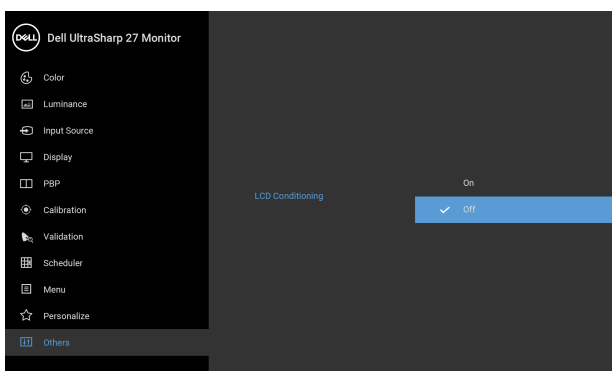 DELL
Dell UltraSharp 27 Monitor
Color
Luminance
Input Source
Display
PBP
Calibration
Validation
Scheduler
Menu
Personalize
Others
LCD Conditioning
On
Off